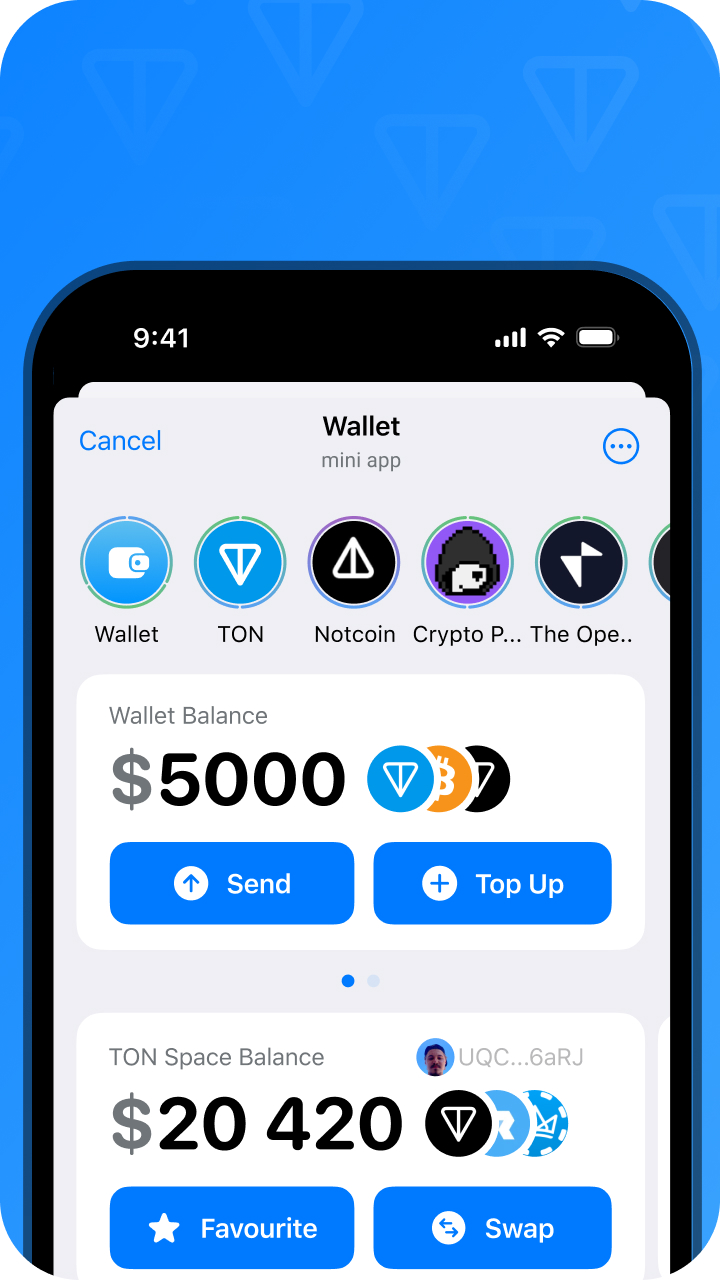 9:41
Cancel
Wallet
mini app
Wallet
TON
Notcoin
Crypto P...
The Ope..
Wallet Balance
$5000
Send
Top Up
TON Space Balance
UQC...6aRJ
$20 420
Favourite
Swap